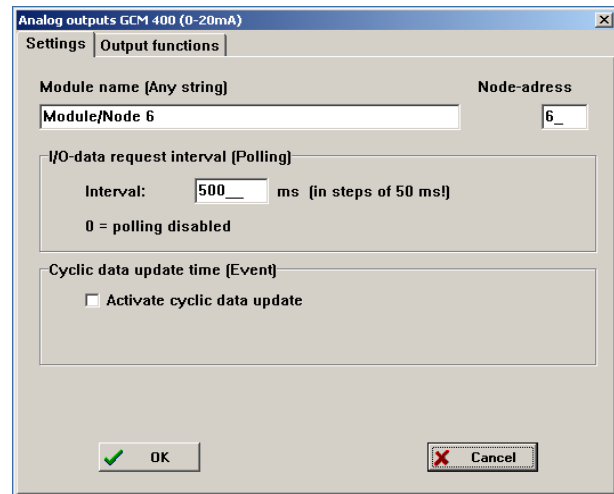 Analog outputs GCM 400 (0-20mA)
Settings Output functions
Module name (Any string) Node-adress
Module/Node 6 6_
I/O-data request interval (Polling)
Interval: 500__ ms (in steps of 50 ms!)
0 = polling disabled
Cyclic data update time (Event)
Activate cyclic data update
OK Cancel